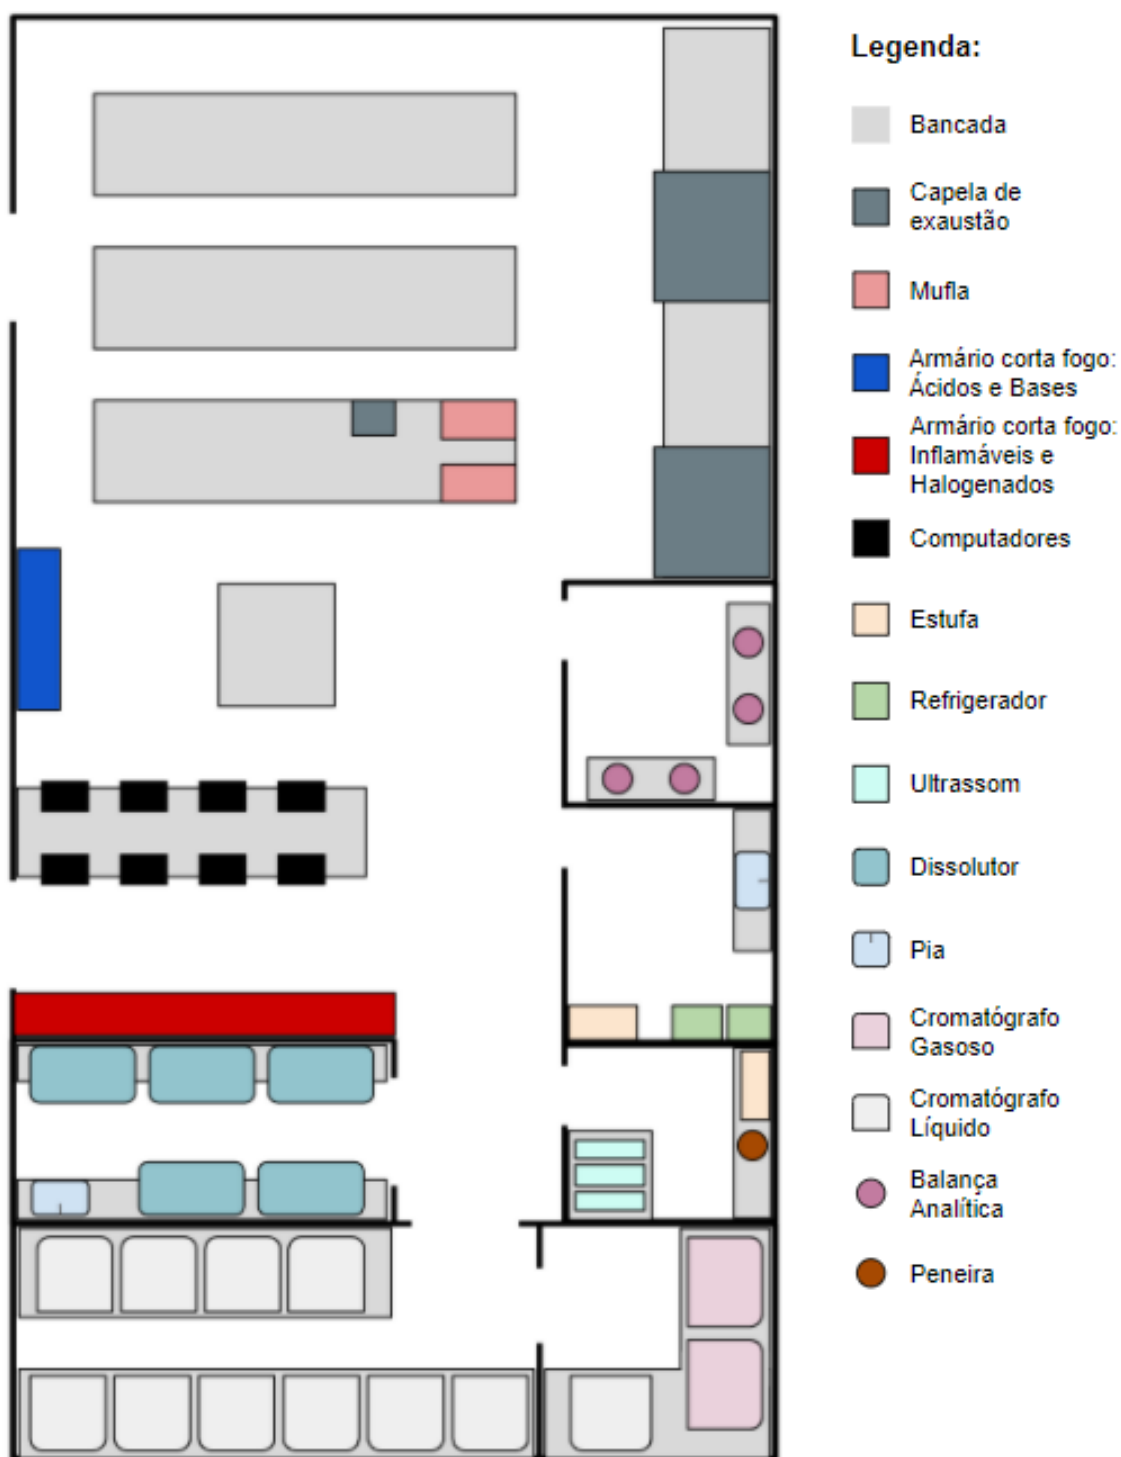 Legenda:
Bancada
Capela de
exaustão
Mufla
Armário corta fogo:
Ácidos e Bases
Armário corta fogo:
Inflamáveis e
Halogenados
Computadores
Estufa
Refrigerador
Ultrassom
Dissolutor
Pia
Cromatógrafo
Gasoso
Cromatógrafo
Líquido
Balança
Analítica
Peneira